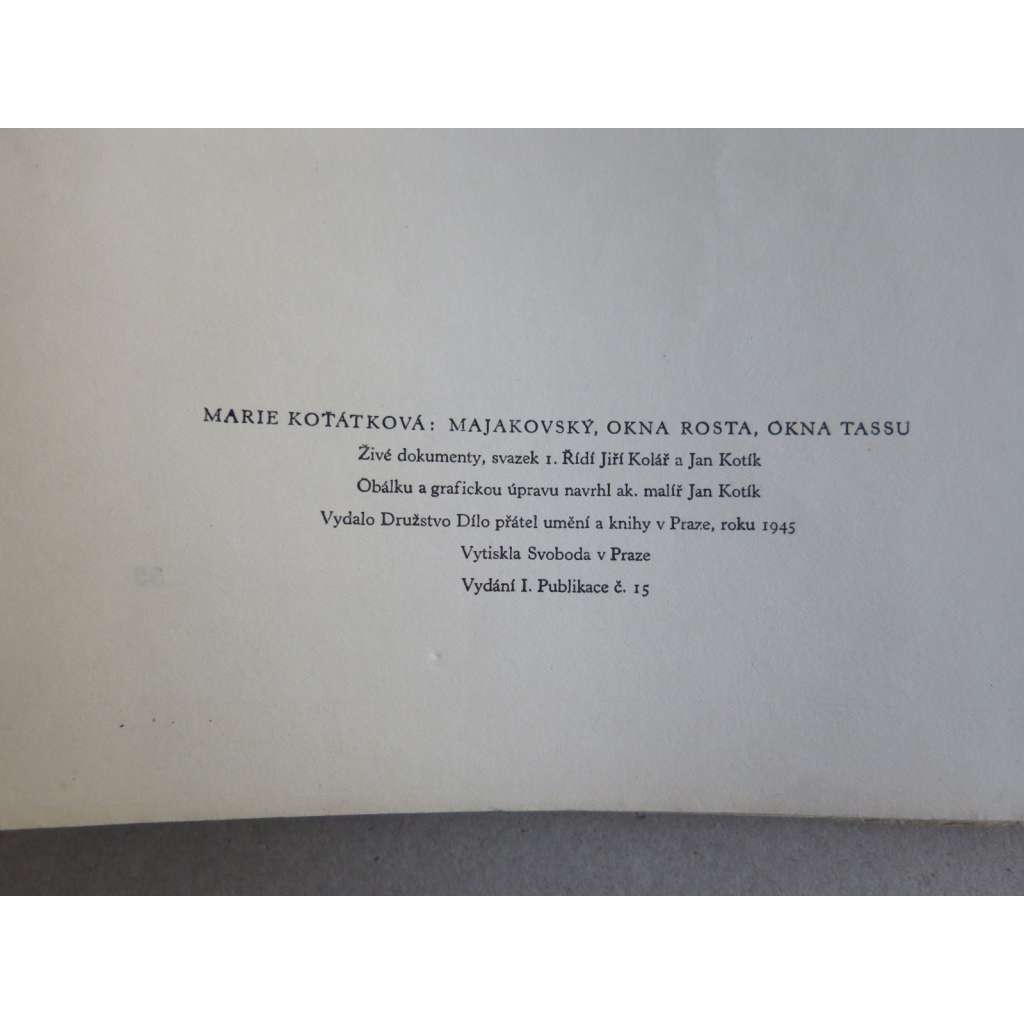 MARIE KOŤÁTKOVÁ: MAJAKOVSKÝ, OKNA ROSTA, OKNA TASSU
Živé dokumenty, svazek 1. Řídí Jiří Kolář a Jan Kotík
Obálku a grafickou úpravu navrhl ak. malíř Jan Kotík
Vydalo Družstvo Dílo přátel umění a knihy v Praze, roku 1945
Vytiskla Svoboda v Praze
Vydání I. Publikace č. 15